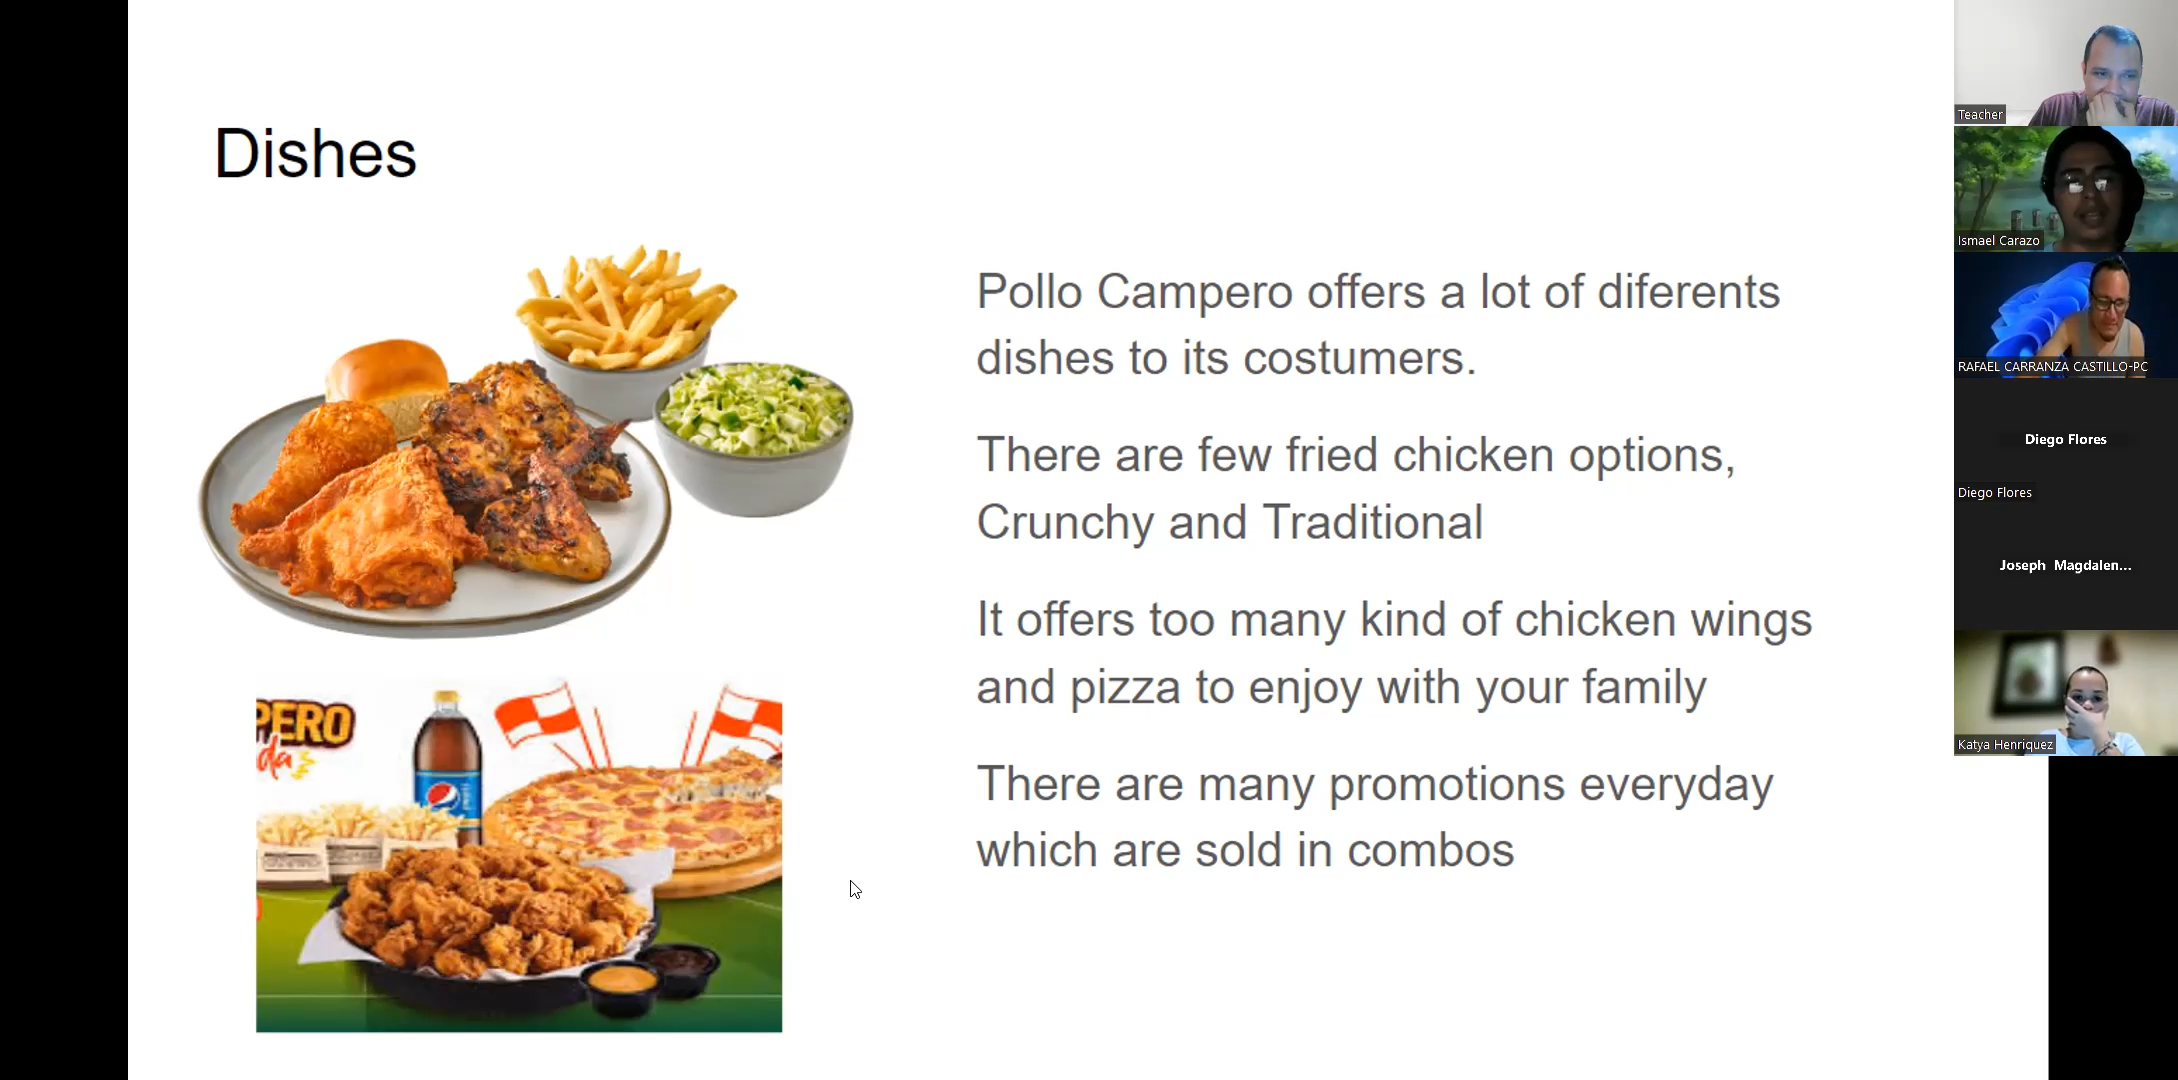 Dishes
Pollo Campero offers a lot of diferents
dishes to its costumers.
There are few fried chicken options,
Crunchy and Traditional
It offers too many kind of chicken wings
and pizza to enjoy with your family
There are many promotions everyday
which are sold in combos
PERO
da
pepsi
Teacher
Ismael Carazo
RAFAEL CARRANZA CASTILLO-PC
Diego Flores
Diego Flores
Joseph Magdalen...
Katya Henriquez